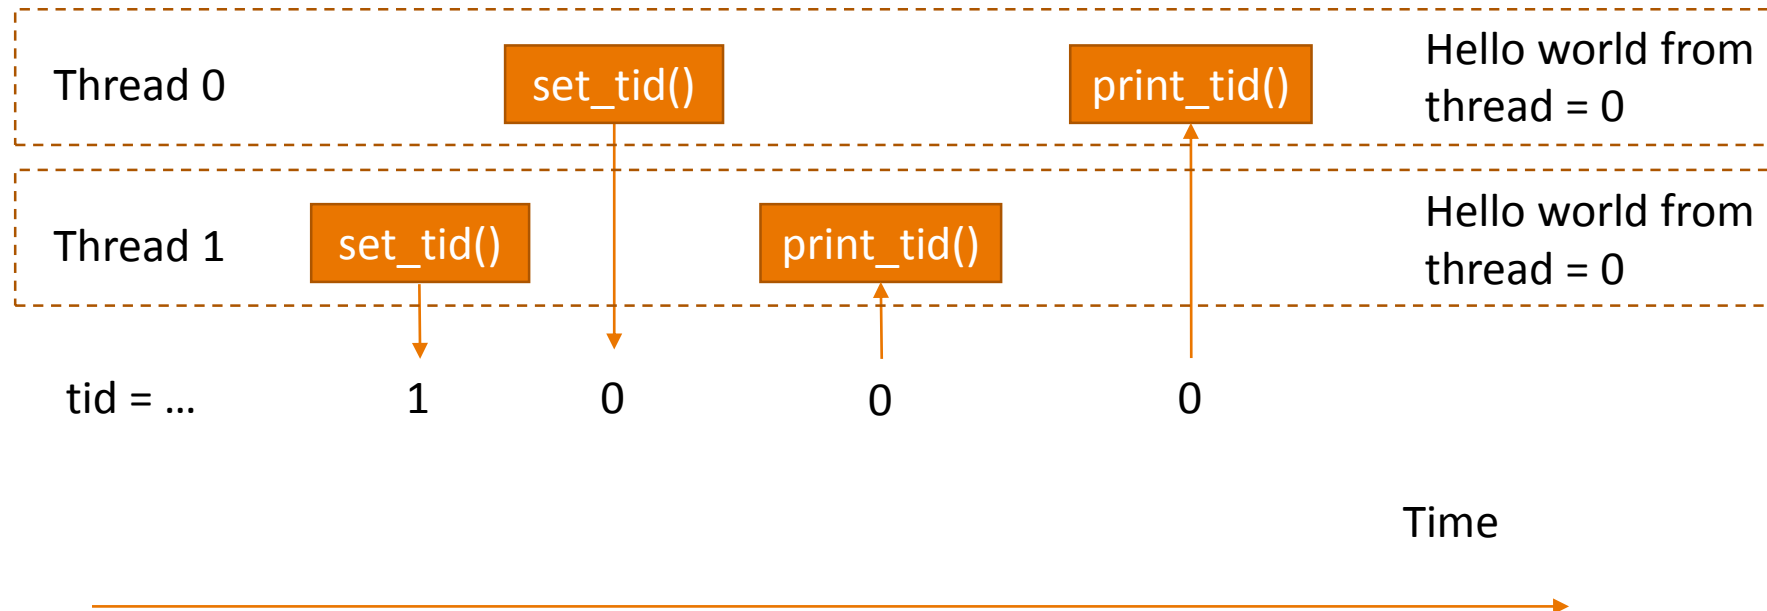 Thread 0
set_tid()
print_tid()
Hello world from
thread = 0
Thread 1
set_tid()
print_tid()
Hello world from
thread = 0
tid = ...
1
0
0
0
Time